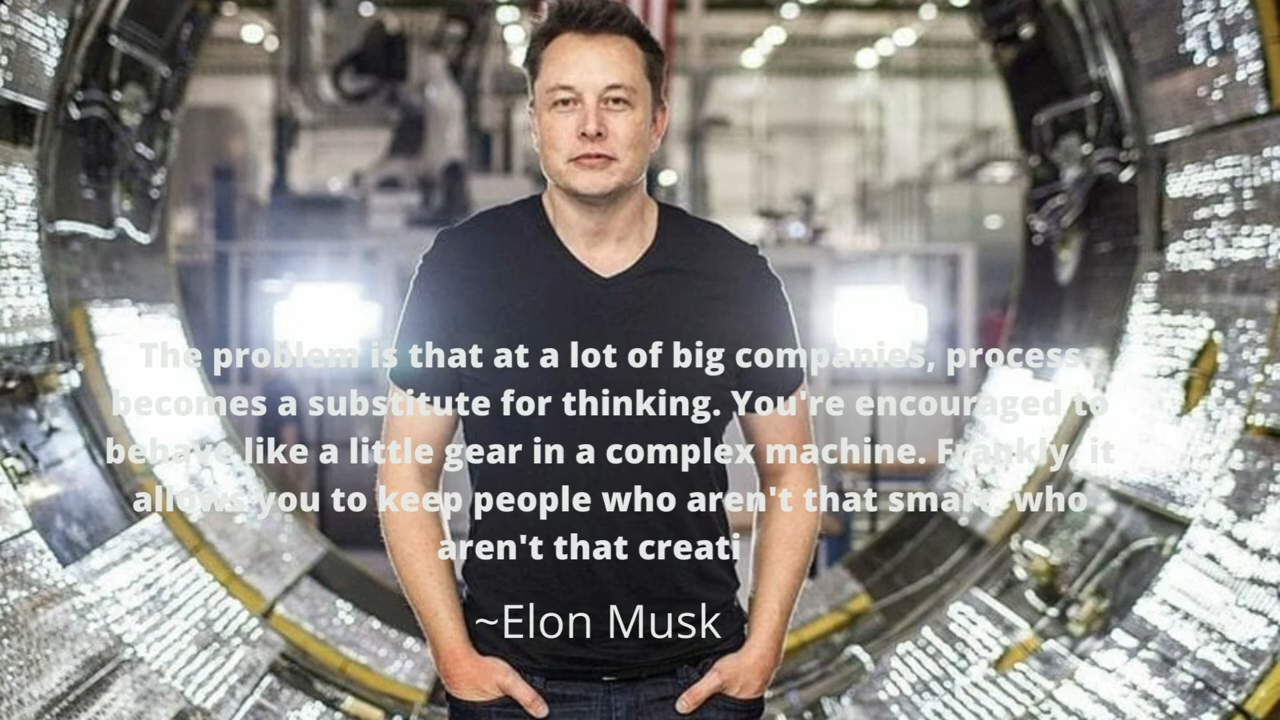 The problem is that at a lot of big companies, process
becomes a substitute for thinking. You're encouraged to
behave like a little gear in a complex machine. Frankly, it
allows you to keep people who aren't that smart, who
aren't that creati
~Elon Musk